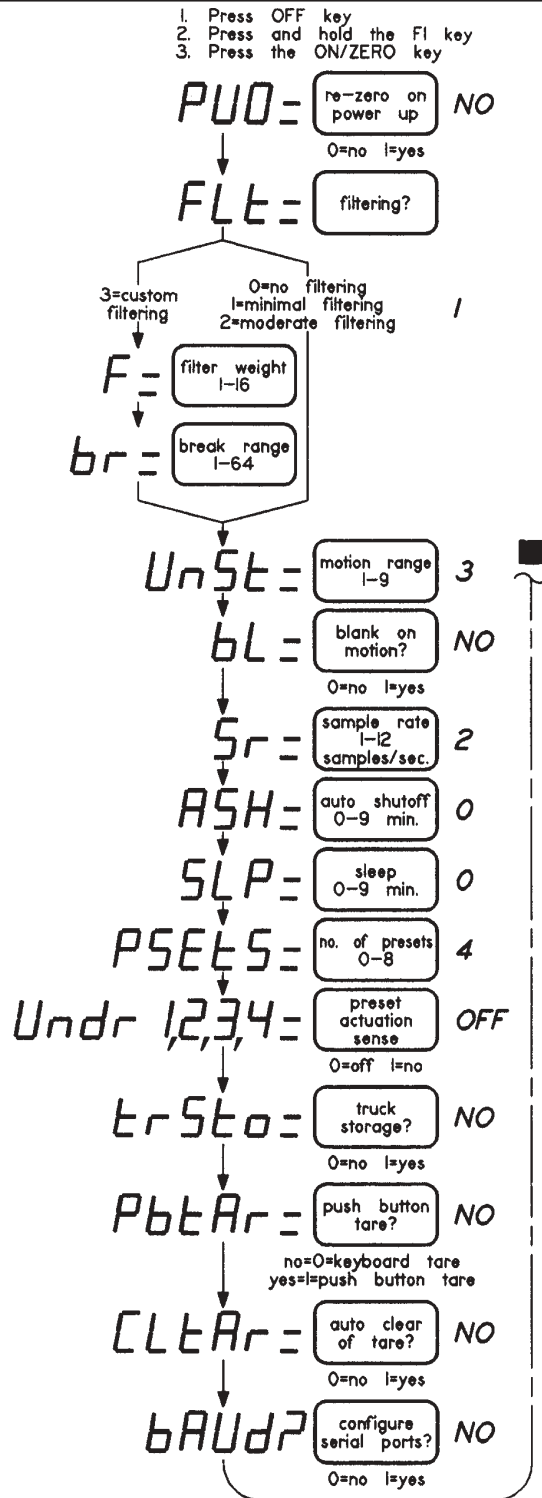 1. Press OFF key
2. Press and hold the F1 key
3. Press the ON/ZERO key
PUO= re-zero on power up NO
0=no 1=yes
FLt= filtering?
3=custom filtering
0=no filtering
1=minimal filtering
2=moderate filtering
1
F= filter weight 1-16
br= break range 1-64
UnSt= motion range 1-9 3
bL= blank on motion? NO
0=no 1=yes
Sr= sample rate 1-12 samples/sec. 2
ASH= auto shutoff 0-9 min. 0
SLP= sleep 0-9 min. 0
PSEtS= no. of presets 0-8 4
Undr 1,2,3,4= preset actuation sense OFF
0=off 1=no
trSto= truck storage? NO
0=no 1=yes
PbtAr= push button tare? NO
no=0=keyboard tare
yes=1=push button tare
CLtAr= auto clear of tare? NO
0=no 1=yes
bAUd? configure serial ports? NO
0=no 1=yes